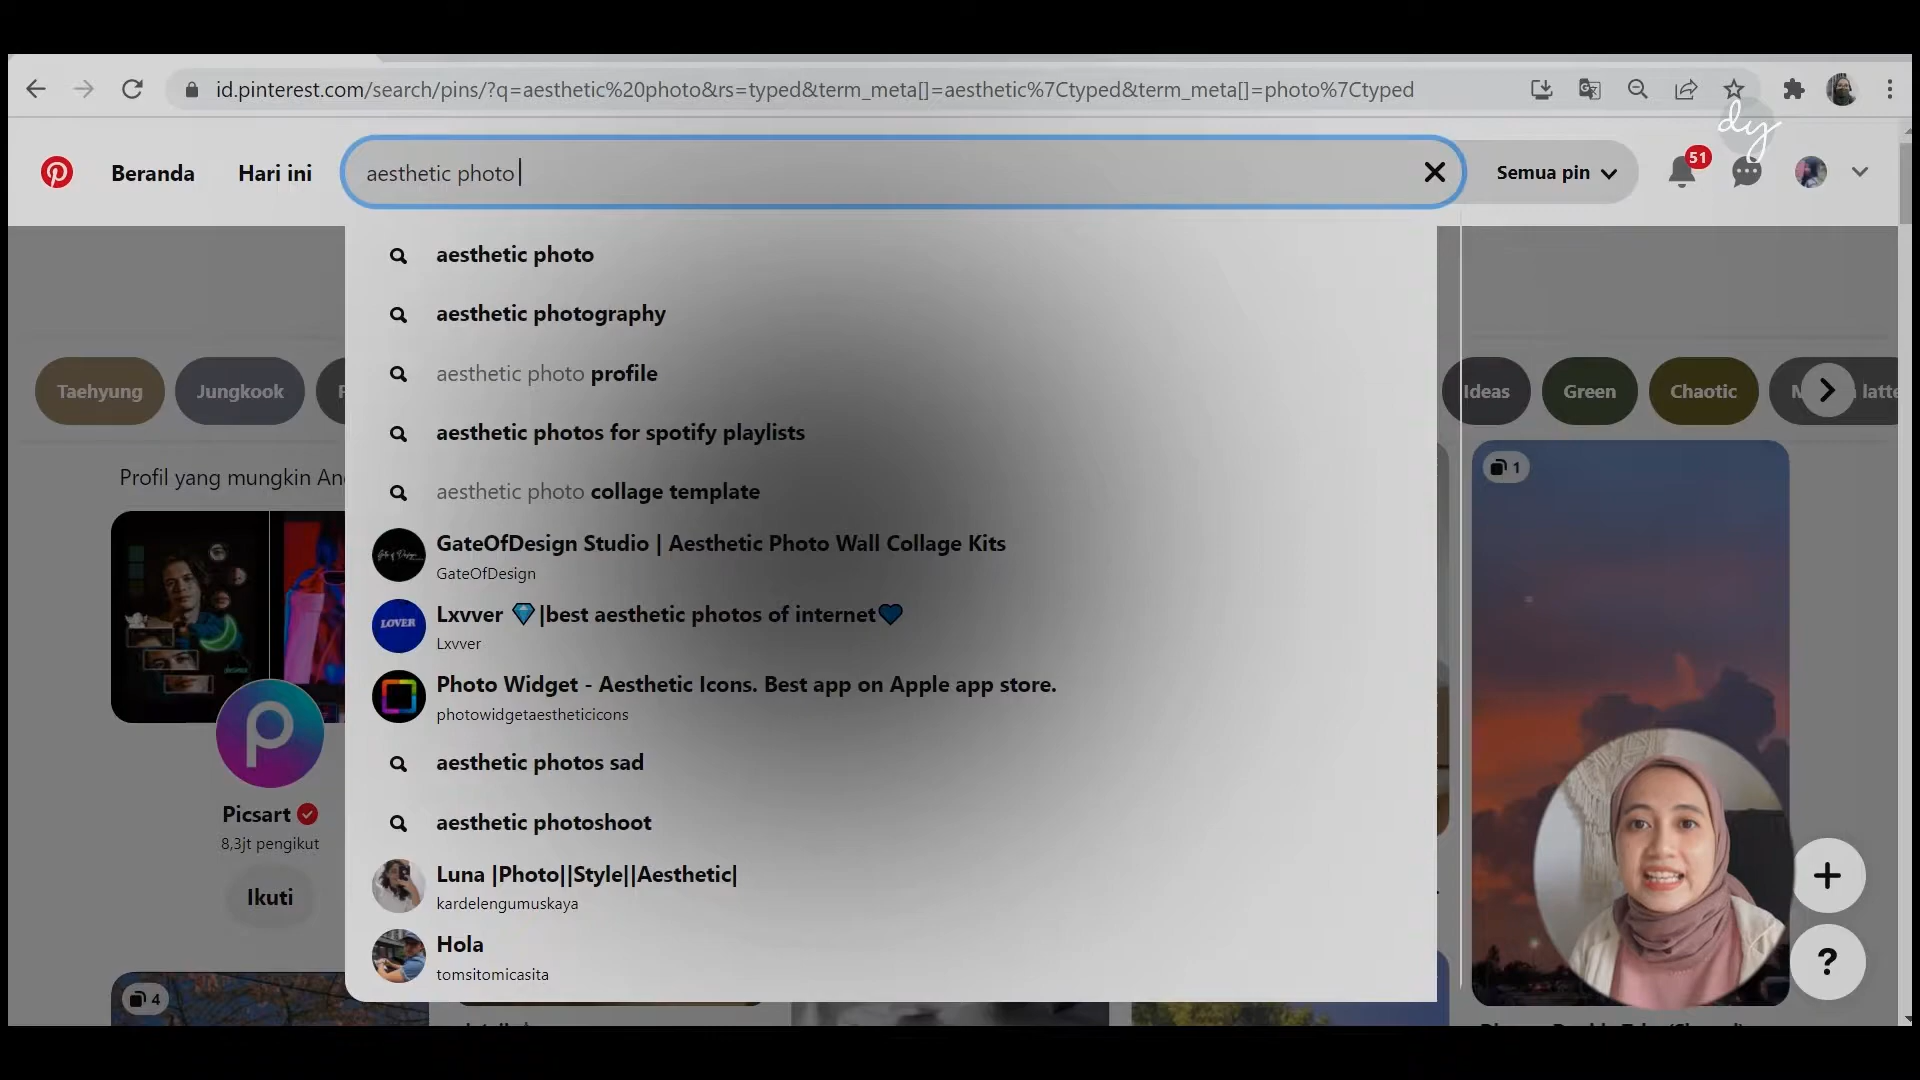 id.pinterest.com/search/pins/?q=aesthetic%20photo&rs=typed&term_meta[]=aesthetic%7Ctyped&term_meta[]=photo%7Ctyped
dy
Beranda
Hari ini
aesthetic photo
Semua pin
51
aesthetic photo
aesthetic photography
aesthetic photo profile
Taehyung
Jungkook
Ideas
Green
Chaotic
latte
aesthetic photos for spotify playlists
Profil yang mungkin An
1
aesthetic photo collage template
GateOfDesign Studio | Aesthetic Photo Wall Collage Kits
GateOfDesign
LOVER
Lxvver 💎|best aesthetic photos of internet💙
Lxvver
Photo Widget - Aesthetic Icons. Best app on Apple app store.
photowidgetaestheticicons
aesthetic photos sad
Picsart
8,3jt pengikut
aesthetic photoshoot
Luna |Photo||Style||Aesthetic|
kardelengumuskaya
Ikuti
Hola
tomsitomicasita
4